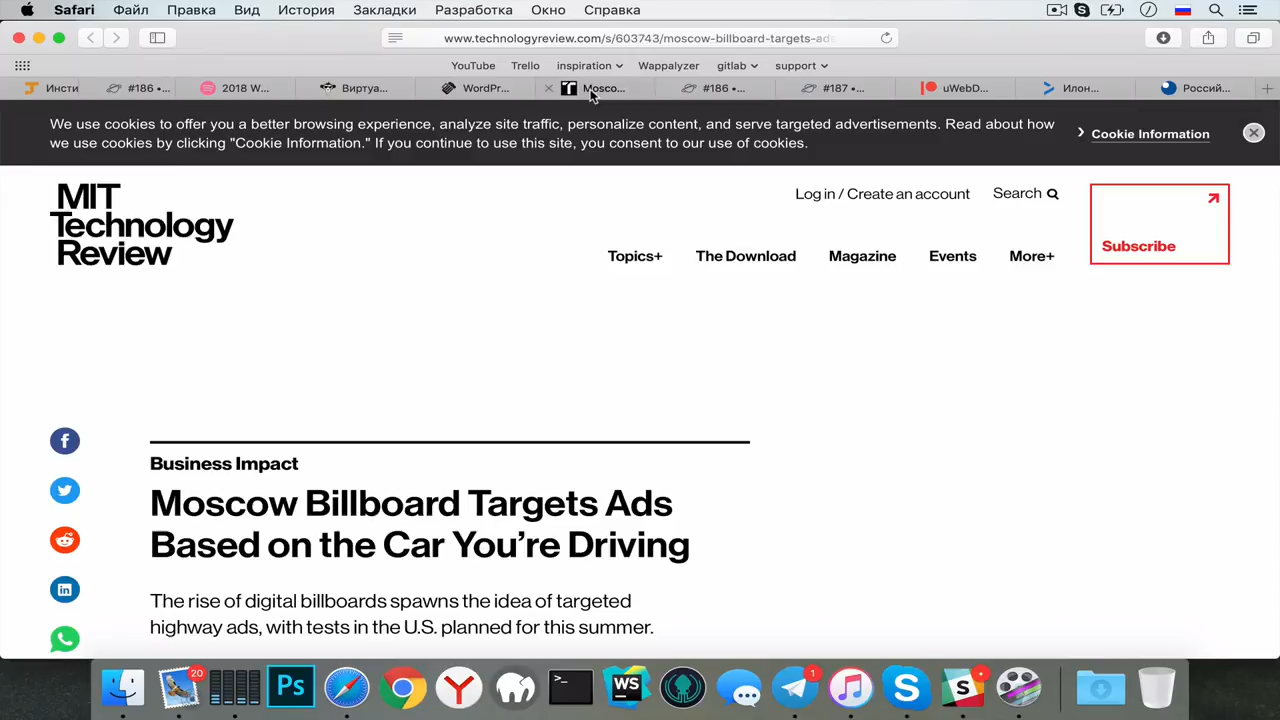 Safari Файл Правка Вид История Закладки Разработка Окно Справка
www.technologyreview.com/s/603743/moscow-billboard-targets-ads
YouTube Trello inspiration Wappalyzer gitlab support
Инсти #186 •... 2018 W... Виртуа... WordPr... Mosco... #186 •... #187 •... uWebD... Илон... Россий...
We use cookies to offer you a better browsing experience, analyze site traffic, personalize content, and serve targeted advertisements. Read about how
we use cookies by clicking "Cookie Information." If you continue to use this site, you consent to our use of cookies.
Cookie Information
MIT
Technology
Review
Log in / Create an account
Search
Subscribe
Topics+ The Download Magazine Events More+
Business Impact
Moscow Billboard Targets Ads
Based on the Car You’re Driving
The rise of digital billboards spawns the idea of targeted
highway ads, with tests in the U.S. planned for this summer.
20
Ps
WS
1